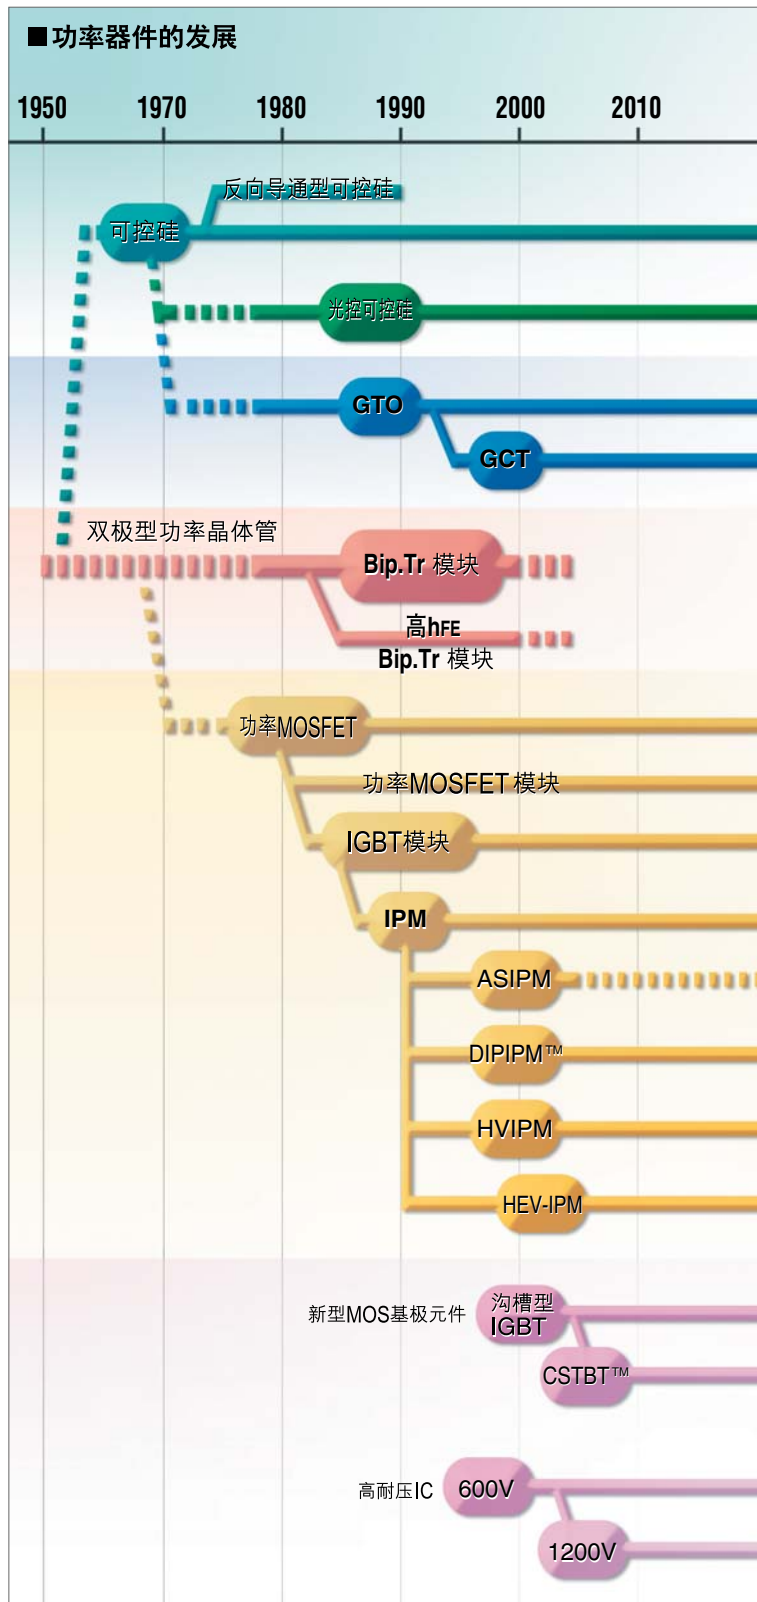 ■功率器件的发展
1950 1970 1980 1990 2000 2010
反向导通型可控硅
可控硅
光控可控硅
GTO
GCT
双极型功率晶体管
Bip.Tr 模块
高hFE
Bip.Tr 模块
功率MOSFET
功率MOSFET 模块
IGBT模块
IPM
ASIPM
DIPIPM™
HVIPM
HEV-IPM
新型MOS基极元件
沟槽型
IGBT
CSTBT™
高耐压IC
600V
1200V